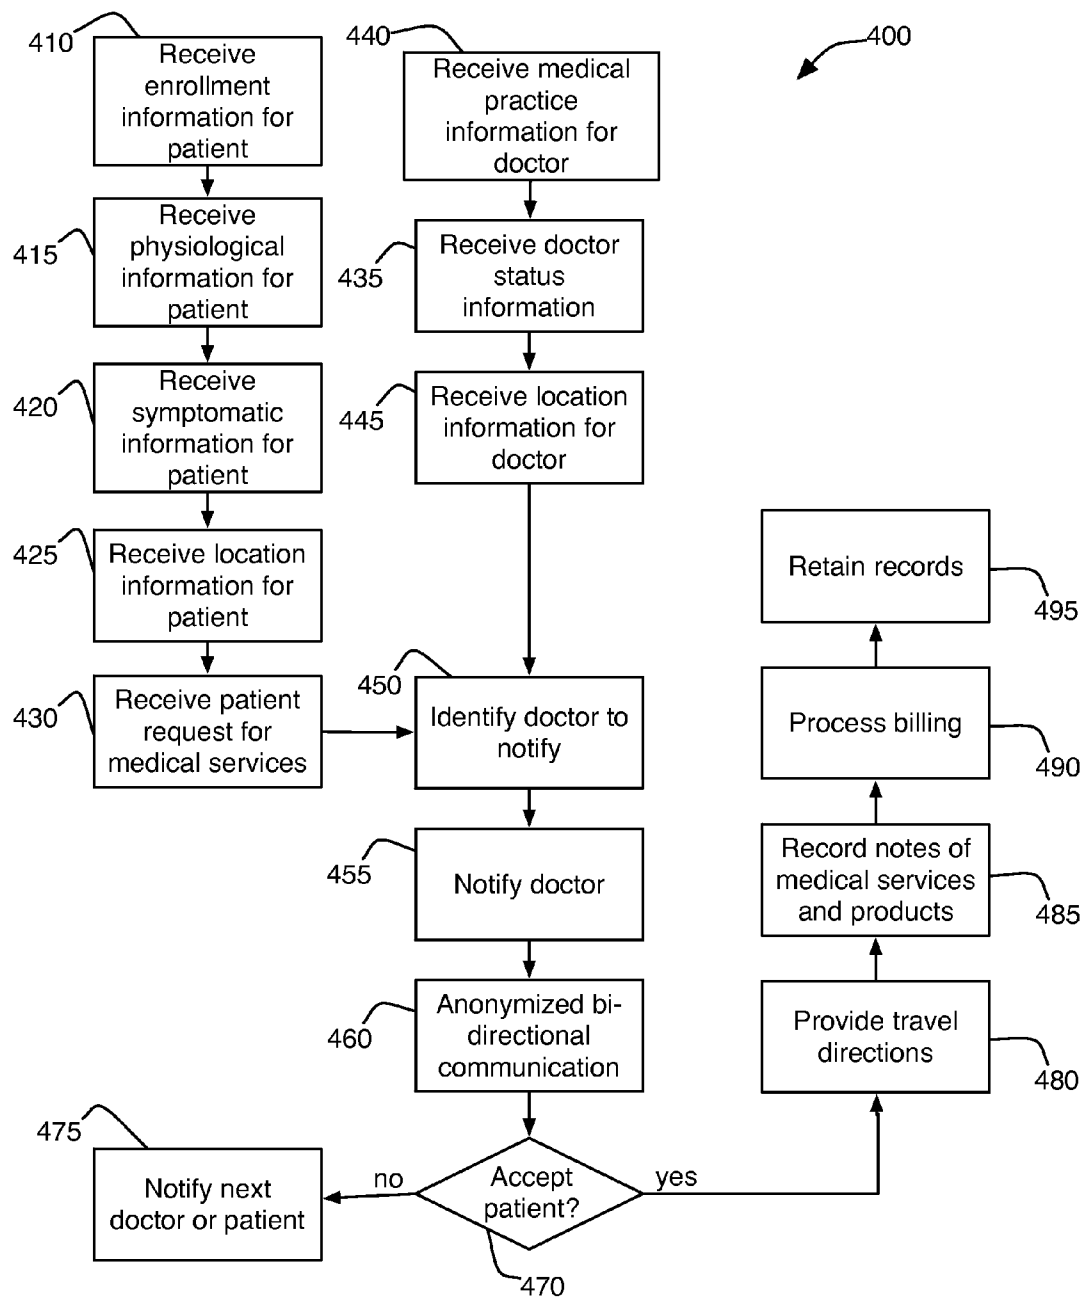 410
Receive
enrollment
information for
patient
415
Receive
physiological
information for
patient
420
Receive
symptomatic
information for
patient
425
Receive location
information for
patient
430
Receive patient
request for
medical services
440
Receive medical
practice
information for
doctor
435
Receive doctor
status
information
445
Receive location
information for
doctor
450
Identify doctor to
notify
455
Notify doctor
460
Anonymized bi-
directional
communication
Accept
patient?
470
no
yes
475
Notify next
doctor or patient
400
Retain records
495
Process billing
490
Record notes of
medical services
and products
485
Provide travel
directions
480